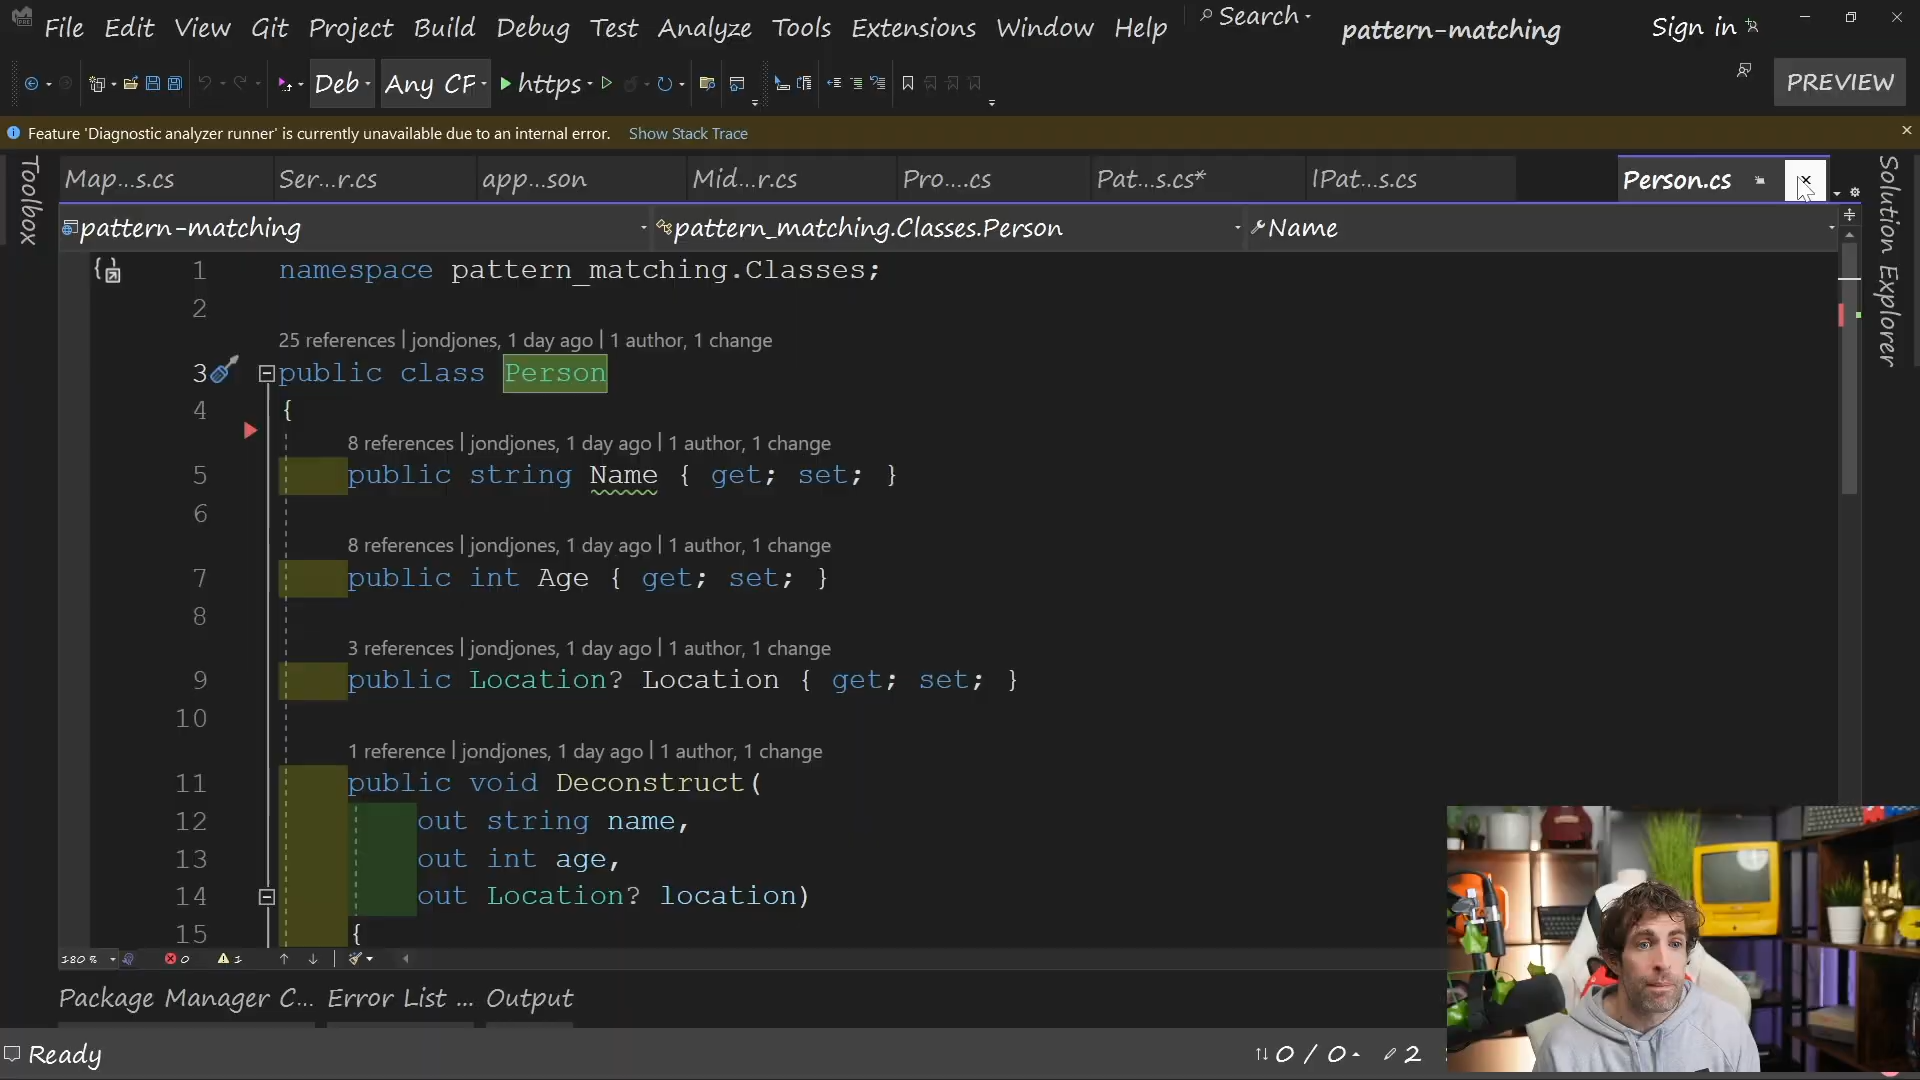 File Edit View Git Project Build Debug Test Analyze Tools Extensions Window Help Search pattern-matching Sign in
Deb Any CF https PREVIEW
Feature 'Diagnostic analyzer runner' is currently unavailable due to an internal error. Show Stack Trace
Toolbox
Map...s.cs Ser...r.cs app...son Mid...r.cs Pro....cs Pat...s.cs* IPat...s.cs Person.cs
Solution Explorer
pattern-matching pattern_matching.Classes.Person Name
1 namespace pattern_matching.Classes;
2
25 references | jondjones, 1 day ago | 1 author, 1 change
3 public class Person
4 {
8 references | jondjones, 1 day ago | 1 author, 1 change
5 public string Name { get; set; }
6
8 references | jondjones, 1 day ago | 1 author, 1 change
7 public int Age { get; set; }
8
3 references | jondjones, 1 day ago | 1 author, 1 change
9 public Location? Location { get; set; }
10
1 reference | jondjones, 1 day ago | 1 author, 1 change
11 public void Deconstruct(
12 out string name,
13 out int age,
14 out Location? location)
15 {
180 % 0 1
Package Manager C... Error List ... Output
Ready 0 / 0 2